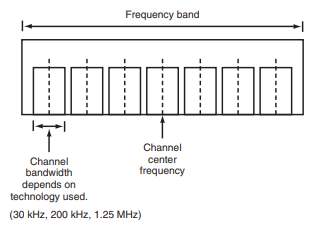 Frequency band
Channel
bandwidth
depends on
technology used.
(30 kHz, 200 kHz, 1.25 MHz)
Channel
center
frequency